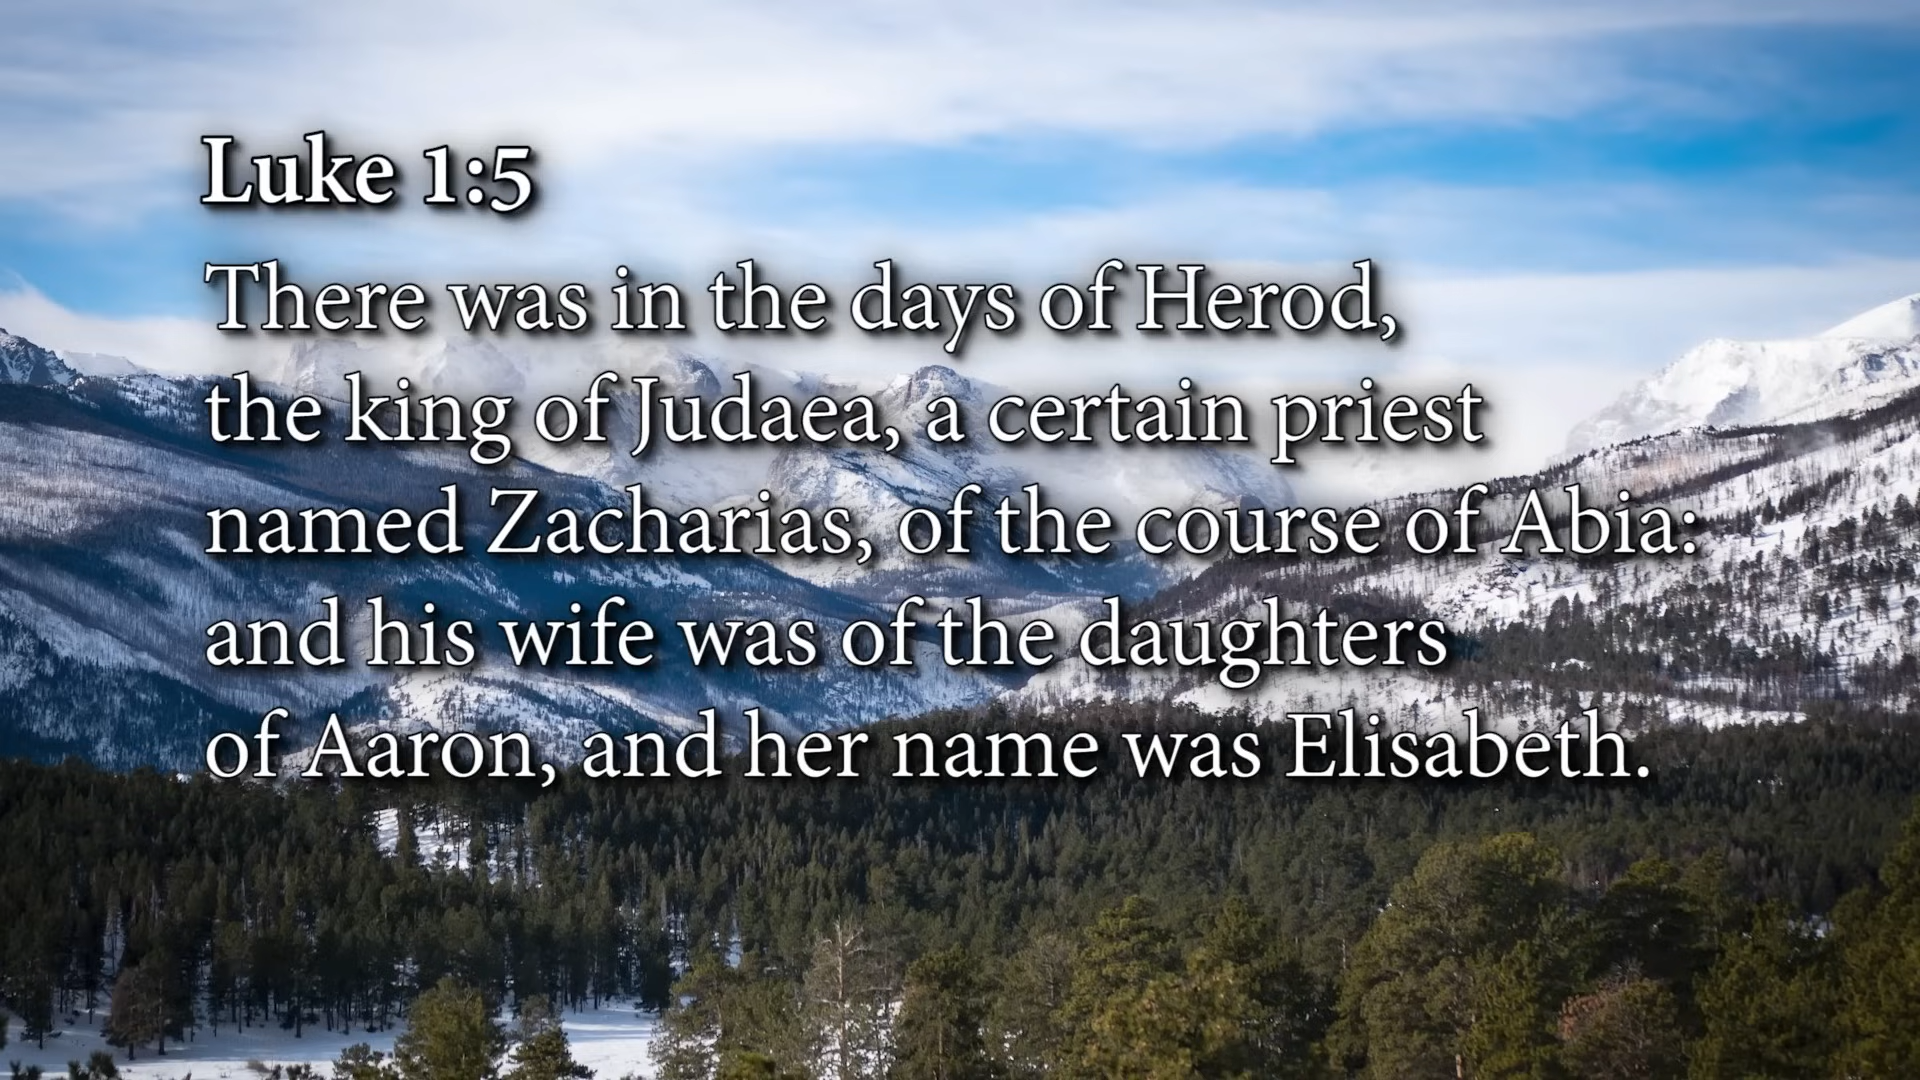 Luke 1:5
There was in the days of Herod,
the king of Judaea, a certain priest
named Zacharias, of the course of Abia:
and his wife was of the daughters
of Aaron, and her name was Elisabeth.